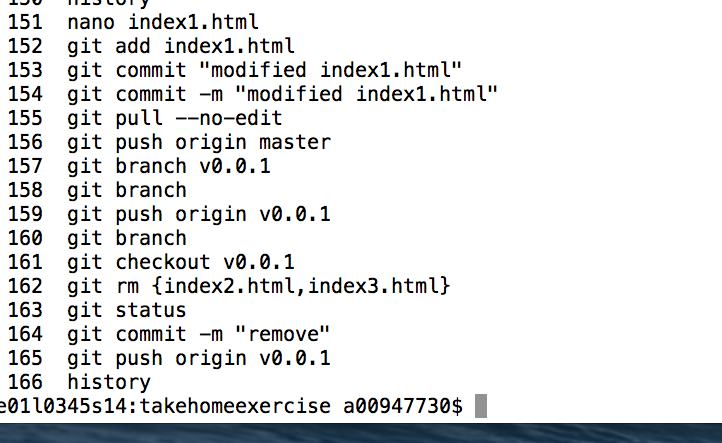 150 history
151 nano index1.html
152 git add index1.html
153 git commit "modified index1.html"
154 git commit -m "modified index1.html"
155 git pull --no-edit
156 git push origin master
157 git branch v0.0.1
158 git branch
159 git push origin v0.0.1
160 git branch
161 git checkout v0.0.1
162 git rm {index2.html,index3.html}
163 git status
164 git commit -m "remove"
165 git push origin v0.0.1
166 history
e01l0345s14:takehomeexercise a00947730$